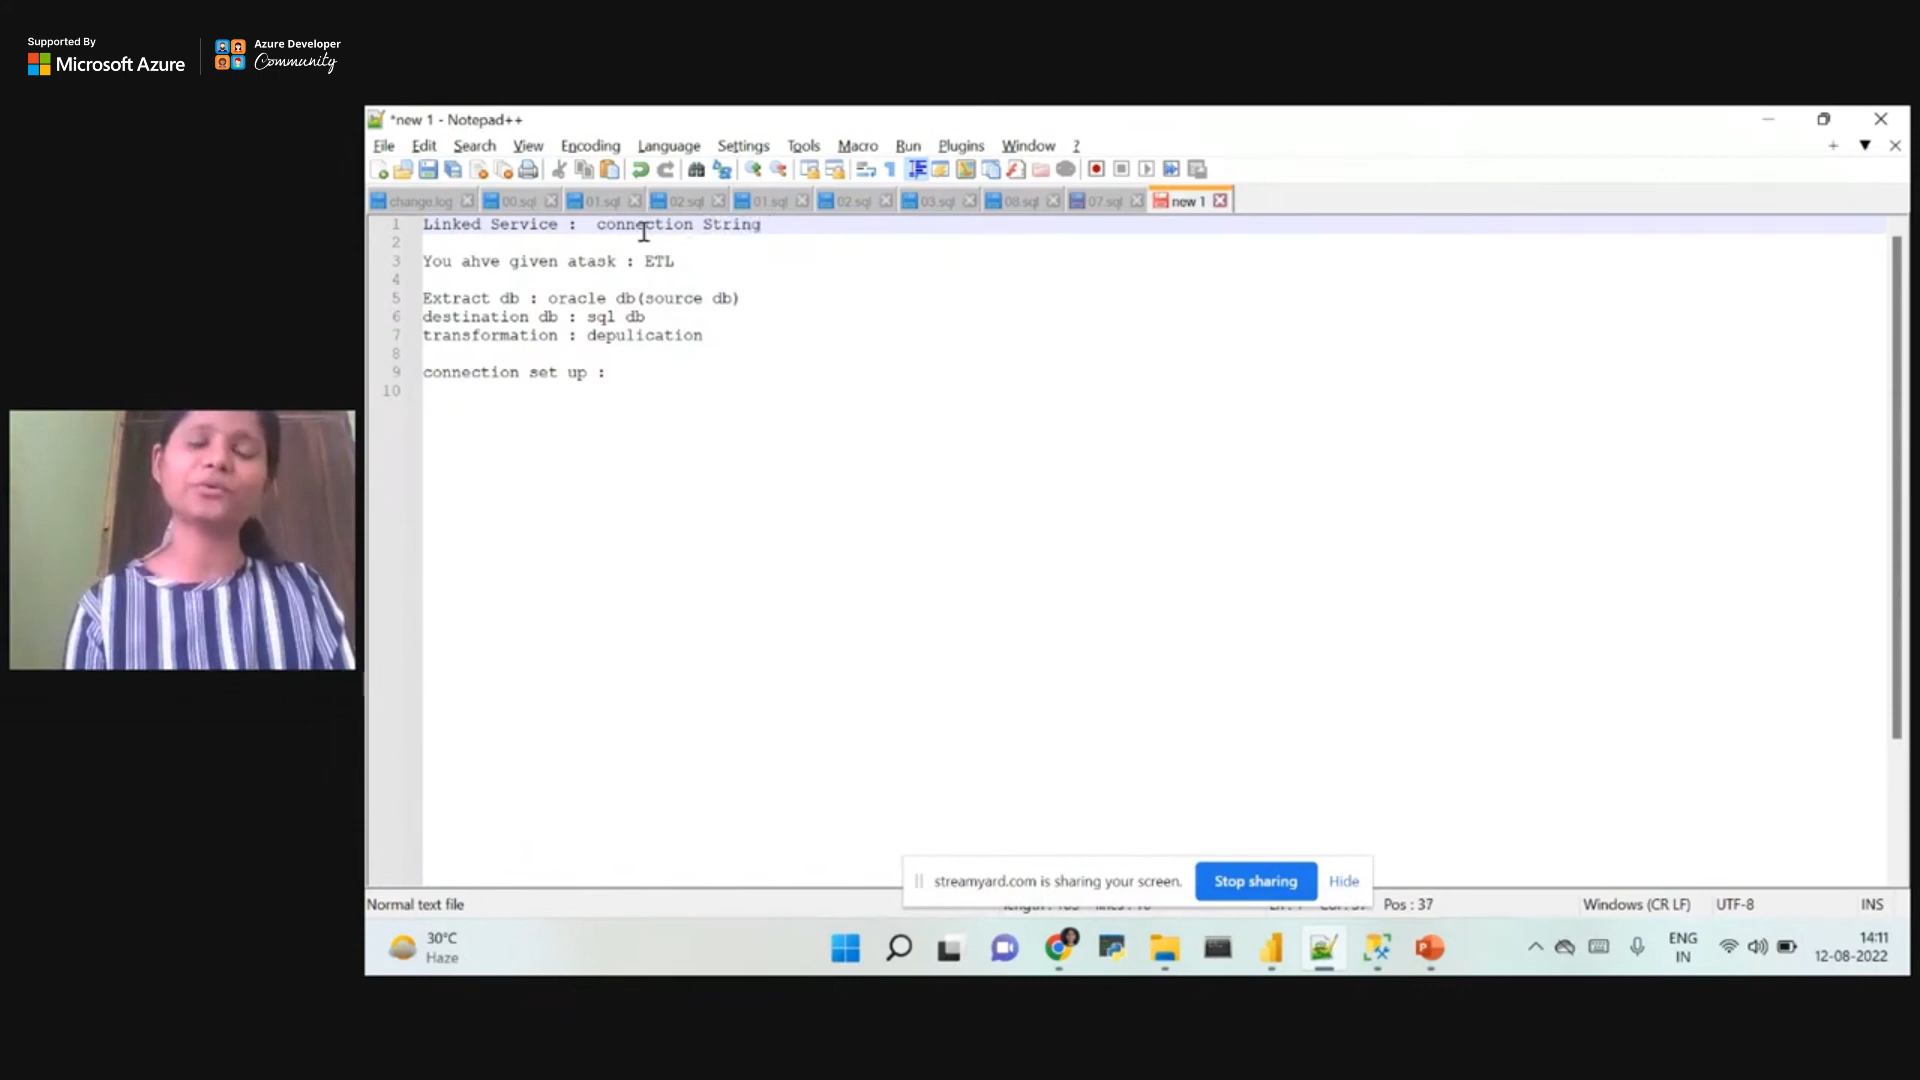 Supported By
Microsoft Azure
Azure Developer
Community
*new 1 - Notepad++
File Edit Search View Encoding Language Settings Tools Macro Run Plugins Window ?
change.log 00.sql 01.sql 02.sql 01.sql 02.sql 03.sql 08.sql 07.sql new 1
1 Linked Service : connection String
2
3 You ahve given atask : ETL
4
5 Extract db : oracle db(source db)
6 destination db : sql db
7 transformation : depulication
8
9 connection set up :
10
streamyard.com is sharing your screen. Stop sharing Hide
Normal text file Pos : 37 Windows (CR LF) UTF-8 INS
30°C
Haze
ENG
IN
14:11
12-08-2022